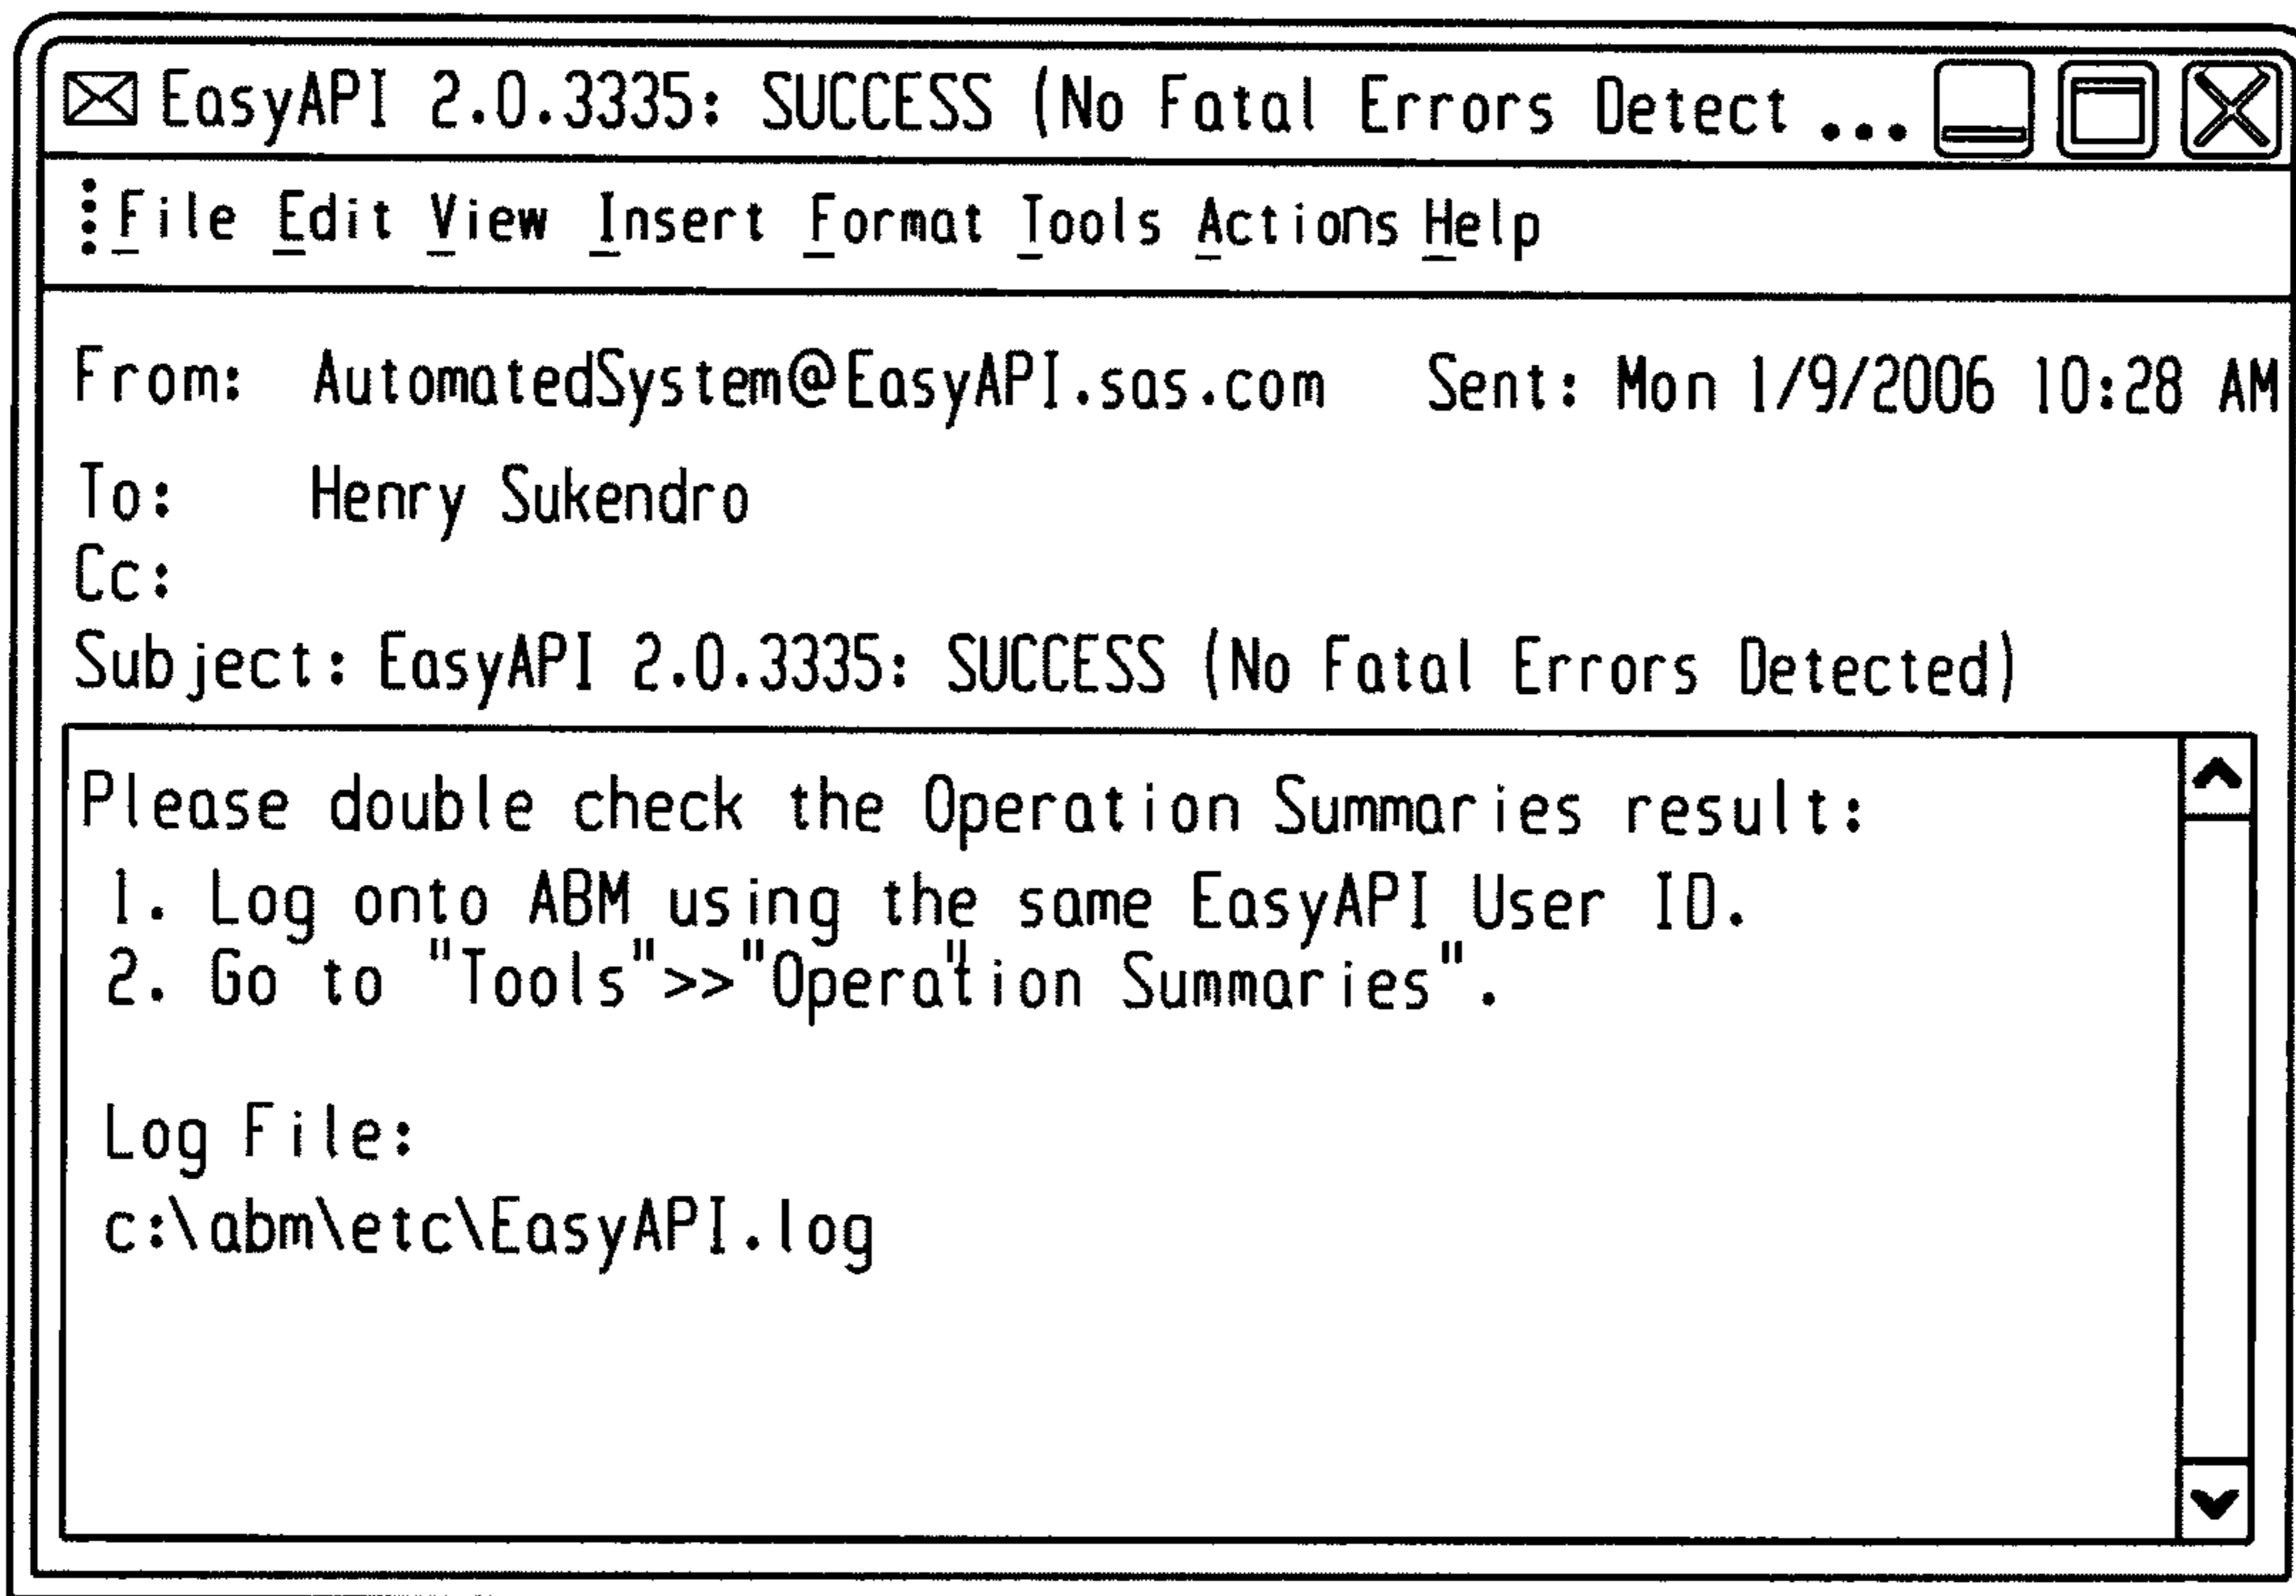 EasyAPI 2.0.3335: SUCCESS (No Fatal Errors Detect ...
File Edit View Insert Format Tools Actions Help
From: AutomatedSystem@EasyAPI.sas.com Sent: Mon 1/9/2006 10:28 AM
To: Henry Sukendro
Cc:
Subject: EasyAPI 2.0.3335: SUCCESS (No Fatal Errors Detected)
Please double check the Operation Summaries result:
1. Log onto ABM using the same EasyAPI User ID.
2. Go to "Tools">>"Operation Summaries".
Log File:
c:\abm\etc\EasyAPI.log